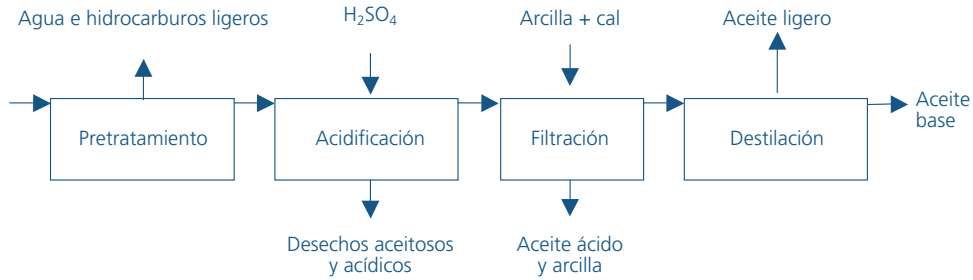 Agua e hidrocarburos ligeros
H₂SO₄
Arcilla + cal
Aceite ligero
Pretratamiento
Acidificación
Filtración
Destilación
Aceite
base
Desechos aceitosos
y acídicos
Aceite ácido
y arcilla